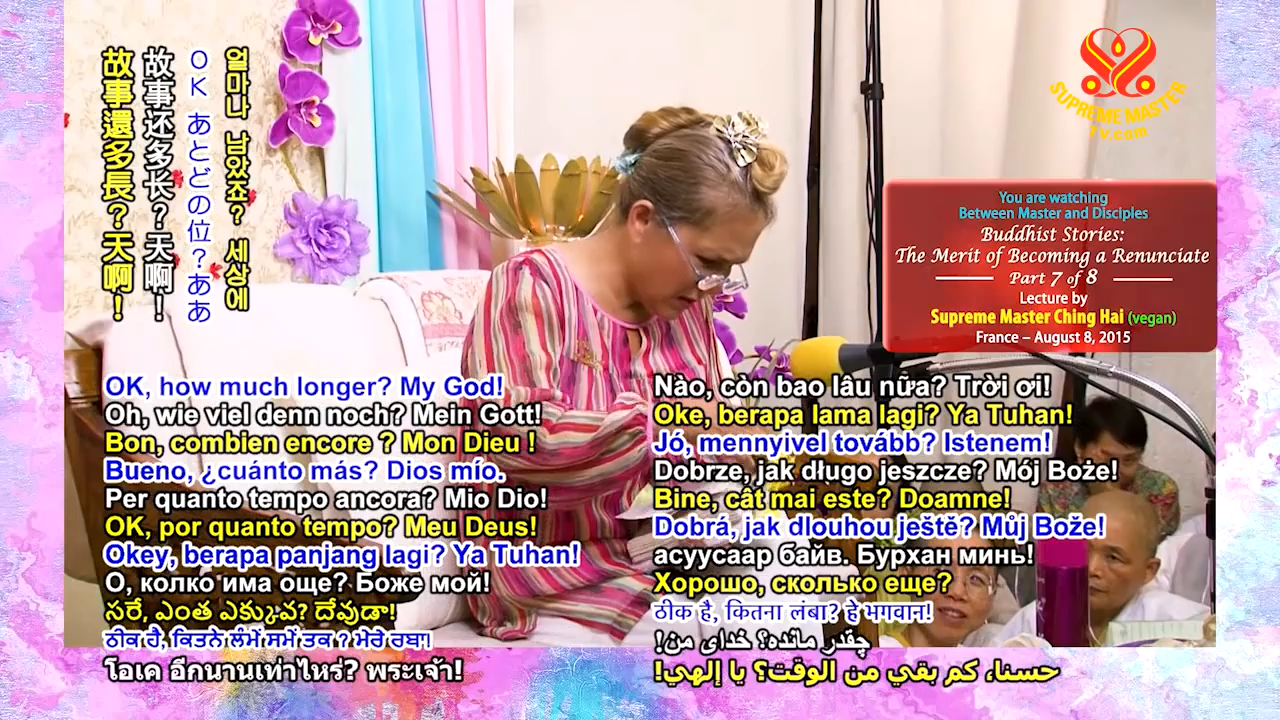 얼마나 남았죠? 세상에
OK あとどの位?ああ
故事还多长?天啊!
故事還多長?天啊!
SUPREME MASTER
TV.com
You are watching
Between Master and Disciples
Buddhist Stories:
The Merit of Becoming a Renunciate
Part 7 of 8
Lecture by
Supreme Master Ching Hai (vegan)
France – August 8, 2015
OK, how much longer? My God!
Oh, wie viel denn noch? Mein Gott!
Bon, combien encore ? Mon Dieu !
Bueno, ¿cuánto más? Dios mío.
Per quanto tempo ancora? Mio Dio!
OK, por quanto tempo? Meu Deus!
Okey, berapa panjang lagi? Ya Tuhan!
О, колко има още? Боже мой!
సరే, ఎంత ఎక్కువ? దేవుడా!
ਠੀਕ ਹੈ, ਕਿਤਨੇ ਲੰਮੇਂ ਸਮੇਂ ਤਕ ? ਮੇਰੇ ਰਬਾ!
โอเค อีกนานเท่าไหร่? พระเจ้า!
Nào, còn bao lâu nữa? Trời ơi!
Oke, berapa lama lagi? Ya Tuhan!
Jó, mennyivel tovább? Istenem!
Dobrze, jak długo jeszcze? Mój Boże!
Bine, cât mai este? Doamne!
Dobrá, jak dlouhou ještě? Můj Bože!
асуусаар байв. Бурхан минь!
Хорошо, сколько еще?
ठीक है, कितना लंबा? हे भगवान!
چقدر مانده؟ خدای من!
حسنا، كم بقي من الوقت؟ يا إلهي!